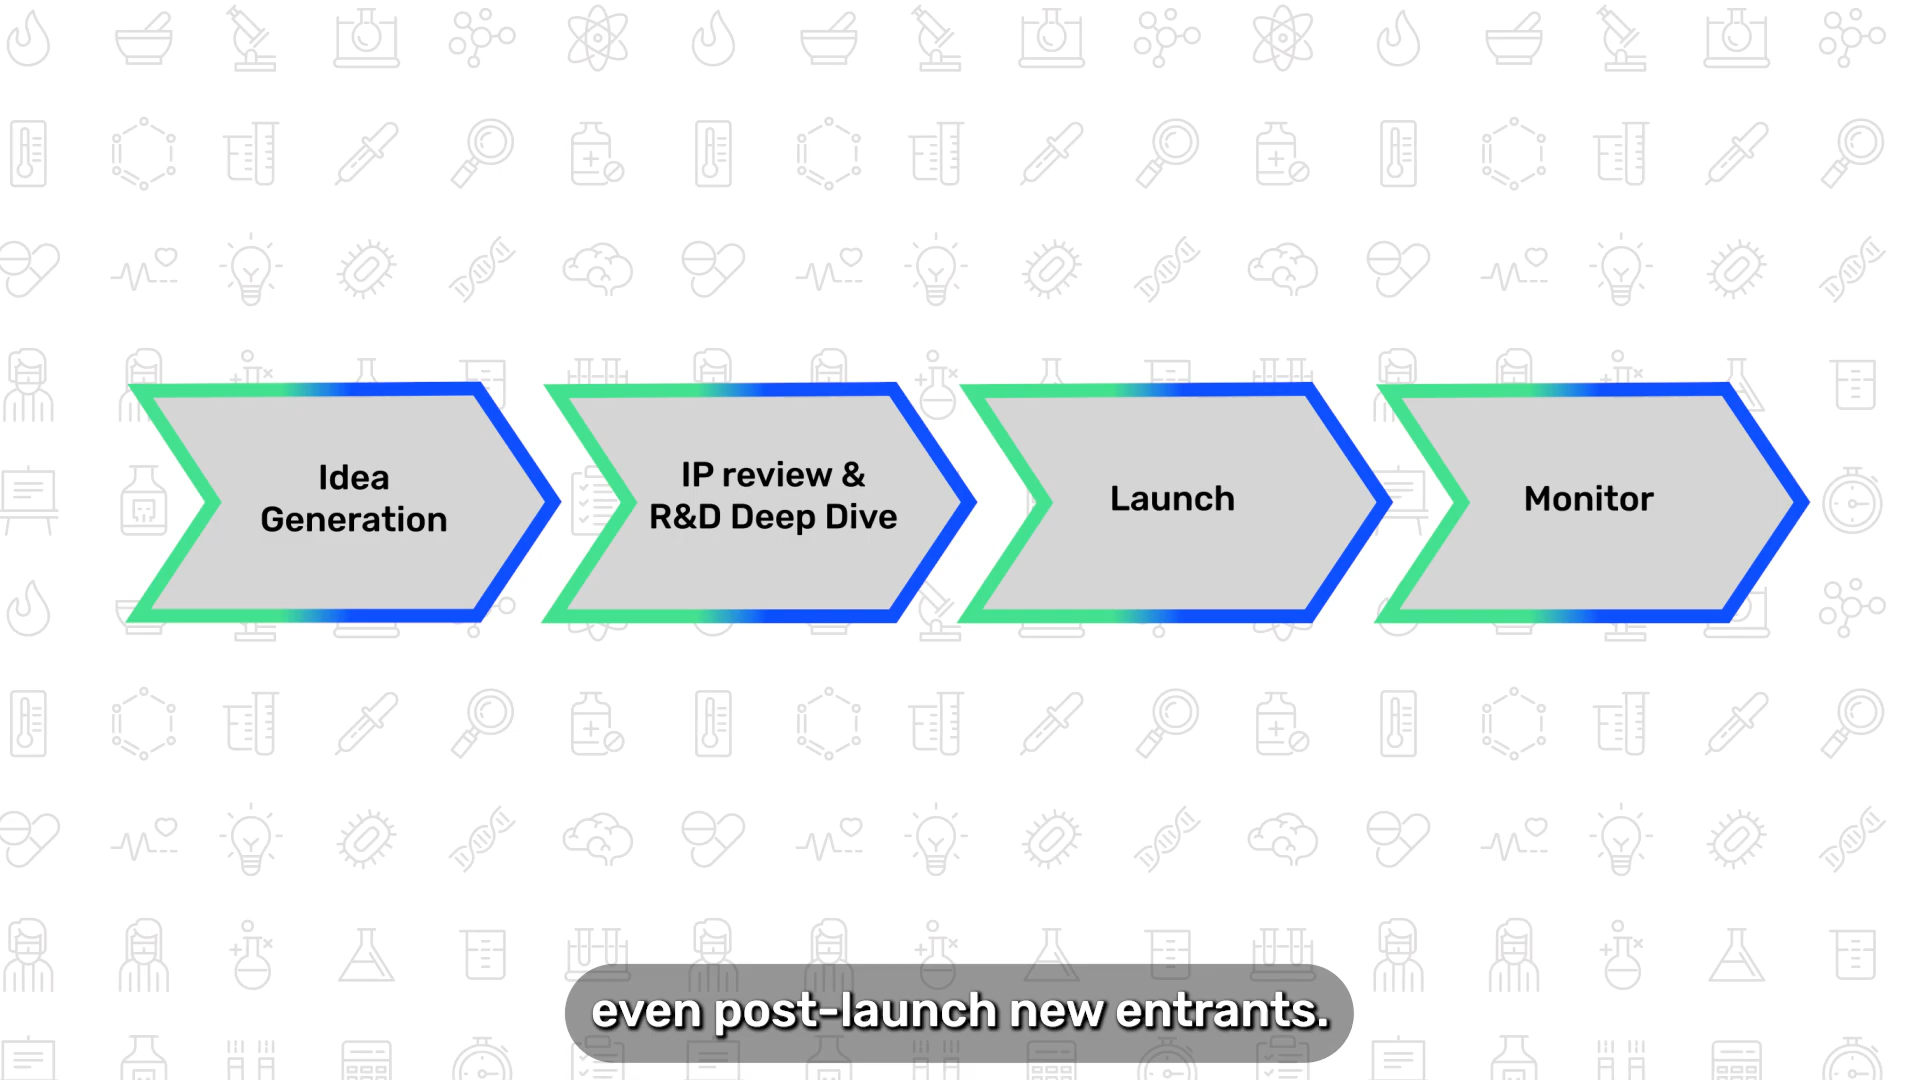 Idea
Generation
IP review &
R&D Deep Dive
Launch
Monitor
even post-launch new entrants.